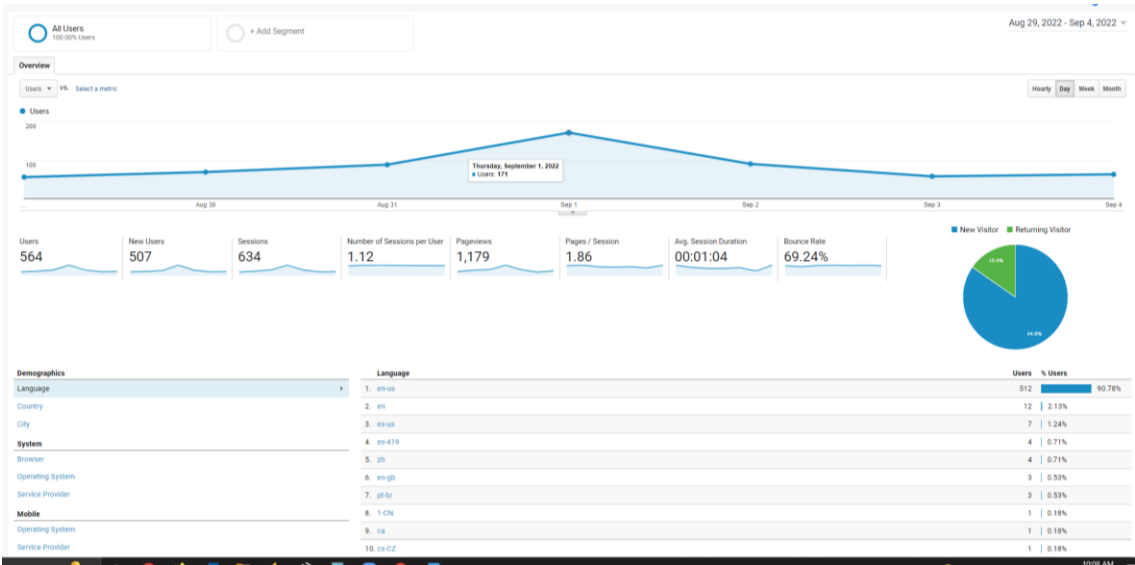 All Users
100.00% Users
+ Add Segment
Aug 29, 2022 - Sep 4, 2022
Overview
Users VS. Select a metric
Hourly Day Week Month
Users
200
100
Thursday, September 1, 2022
Users: 171
... Aug 30 Aug 31 Sep 1 Sep 2 Sep 3 Sep 4
New Visitor Returning Visitor
Users New Users Sessions Number of Sessions per User Pageviews Pages / Session Avg. Session Duration Bounce Rate
564 507 634 1.12 1,179 1.86 00:01:04 69.24%
Demographics
Language
Country
City
System
Browser
Operating System
Service Provider
Mobile
Operating System
Service Provider
Language Users % Users
1. en-us 512 90.78%
2. en 12 2.13%
3. es-us 7 1.24%
4. es-419 4 0.71%
5. zh 4 0.71%
6. en-gb 3 0.53%
7. pt-br 3 0.53%
8. 1-CN 1 0.18%
9. ca 1 0.18%
10. cs-CZ 1 0.18%